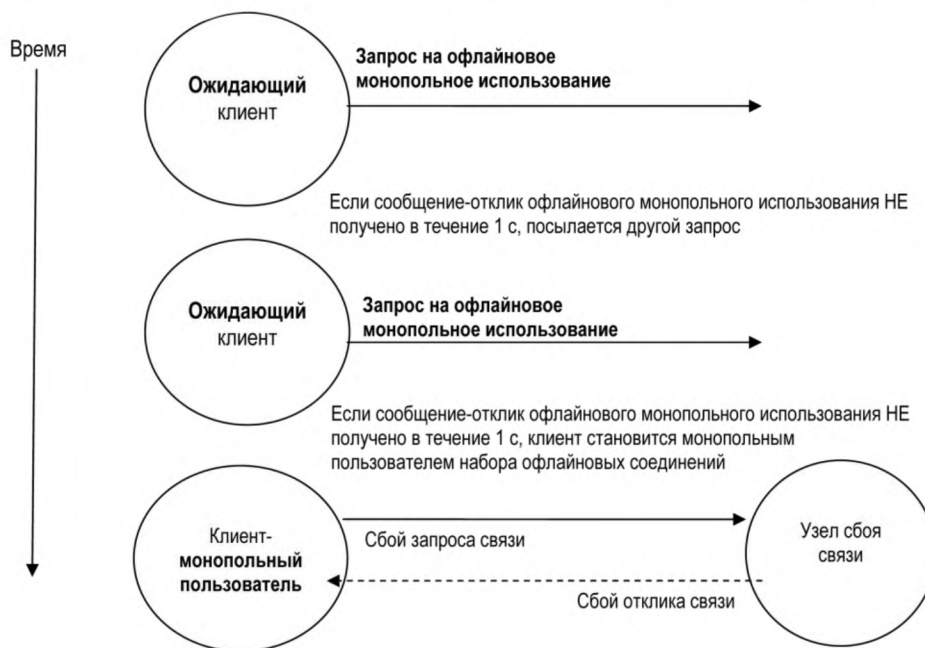 Время
Ожидающий
клиент
Запрос на офлайновое
монопольное использование
Если сообщение-отклик офлайнового монопольного использования НЕ
получено в течение 1 с, посылается другой запрос
Ожидающий
клиент
Запрос на офлайновое
монопольное использование
Если сообщение-отклик офлайнового монопольного использования НЕ
получено в течение 1 с, клиент становится монопольным
пользователем набора офлайновых соединений
Клиент-
монопольный
пользователь
Сбой запроса связи
Сбой отклика связи
Узел сбоя
связи